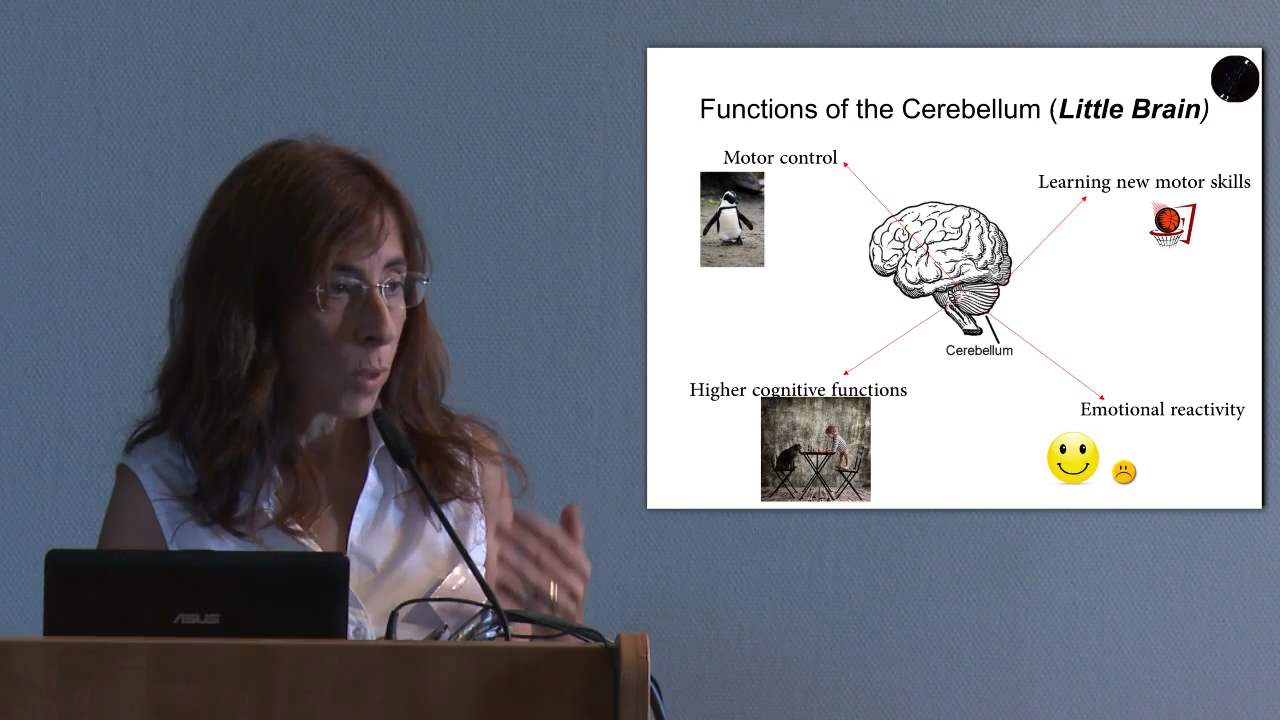 Functions of the Cerebellum (Little Brain)
Motor control
Learning new motor skills
Cerebellum
Higher cognitive functions
Emotional reactivity
ASUS